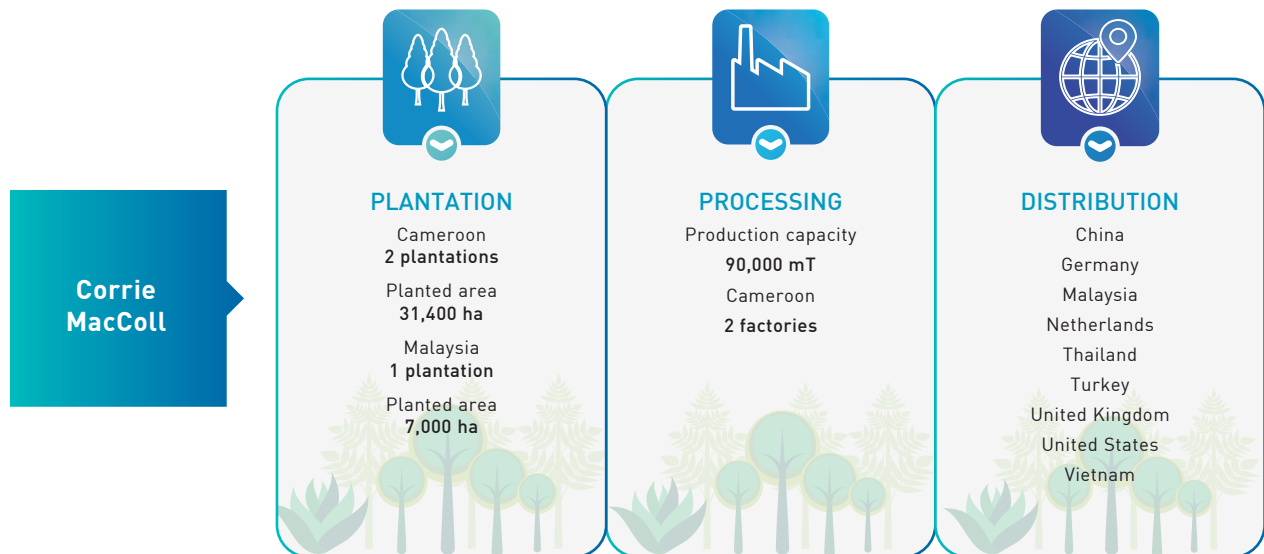 Corrie
MacColl
PLANTATION
Cameroon
2 plantations
Planted area
31,400 ha
Malaysia
1 plantation
Planted area
7,000 ha
PROCESSING
Production capacity
90,000 mT
Cameroon
2 factories
DISTRIBUTION
China
Germany
Malaysia
Netherlands
Thailand
Turkey
United Kingdom
United States
Vietnam